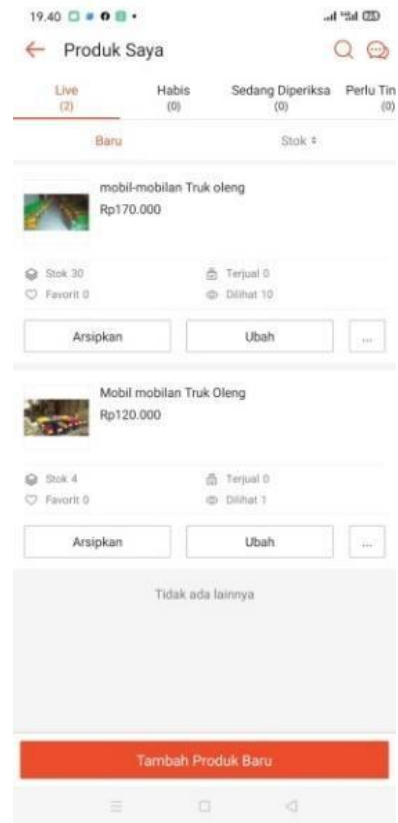 19.40
Produk Saya
Live
(2)
Habis
(0)
Sedang Diperiksa
(0)
Perlu Tin
(0)
Baru
Stok
mobil-mobilan Truk oleng
Rp170.000
Stok 30
Terjual 0
Favorit 0
Dilihat 10
Arsipkan
Ubah
...
Mobil mobilan Truk Oleng
Rp120.000
Stok 4
Terjual 0
Favorit 0
Dilihat 1
Arsipkan
Ubah
...
Tidak ada lainnya
Tambah Produk Baru